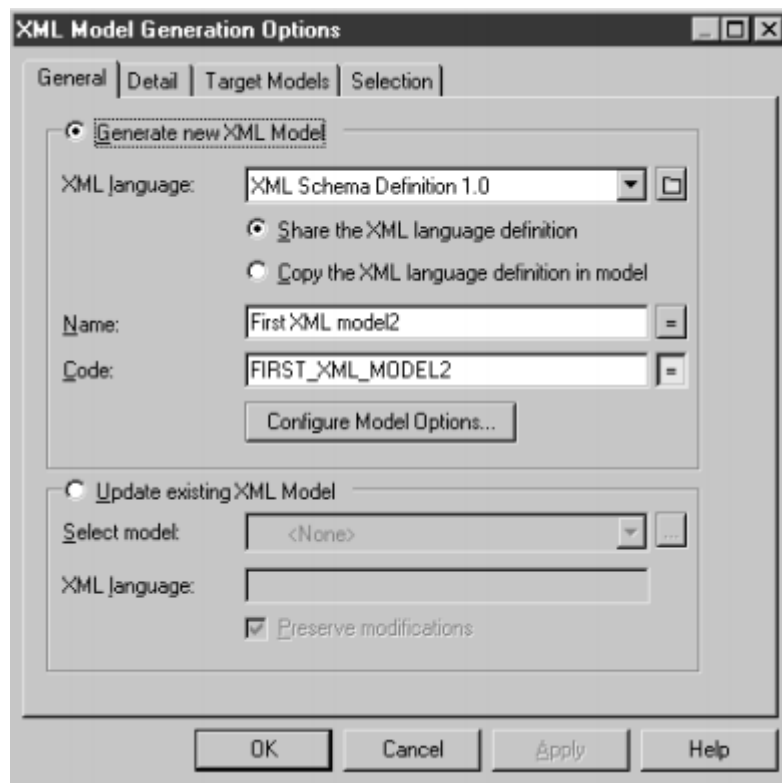 XML Model Generation Options
General Detail Target Models Selection
Generate new XML Model
XML language: XML Schema Definition 1.0
Share the XML language definition
Copy the XML language definition in model
Name: First XML model2 =
Code: FIRST_XML_MODEL2 =
Configure Model Options...
Update existing XML Model
Select model: <None> ...
XML language:
Preserve modifications
OK Cancel Apply Help